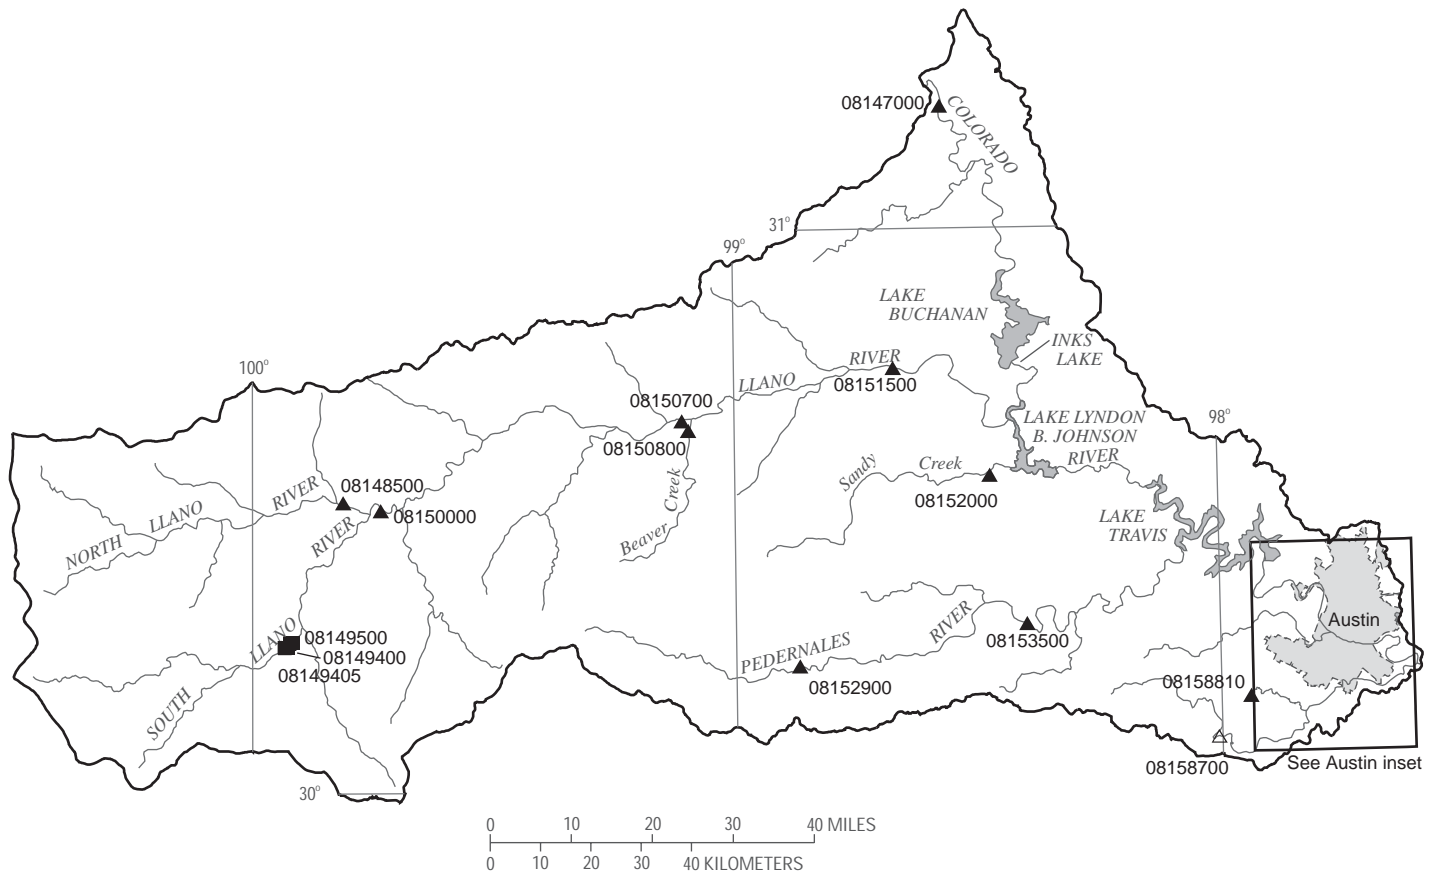 08147000
COLORADO
31°
99°
LAKE
BUCHANAN
INKS
LAKE
100°
RIVER
LLANO
08151500
08150700
08150800
LAKE LYNDON
B. JOHNSON
RIVER
98°
Sandy
Creek
08152000
Beaver
Creek
08148500
RIVER
08150000
RIVER
LLANO
NORTH
LAKE
TRAVIS
Austin
LLANO
08149500
08149400
08149405
SOUTH
RIVER
08153500
PEDERNALES
08152900
08158810
08158700
See Austin inset
30°
0 10 20 30 40 MILES
0 10 20 30 40 KILOMETERS